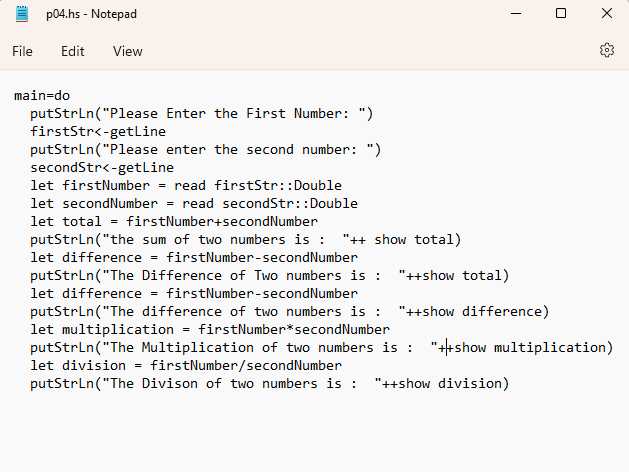 p04.hs - Notepad
File Edit View
main=do
  putStrLn("Please Enter the First Number: ")
  firstStr<-getLine
  putStrLn("Please enter the second number: ")
  secondStr<-getLine
  let firstNumber = read firstStr::Double
  let secondNumber = read secondStr::Double
  let total = firstNumber+secondNumber
  putStrLn("the sum of two numbers is :  "++ show total)
  let difference = firstNumber-secondNumber
  putStrLn("The Difference of Two numbers is :  "++show total)
  let difference = firstNumber-secondNumber
  putStrLn("The difference of two numbers is :  "++show difference)
  let multiplication = firstNumber*secondNumber
  putStrLn("The Multiplication of two numbers is :  "++show multiplication)
  let division = firstNumber/secondNumber
  putStrLn("The Divison of two numbers is :  "++show division)